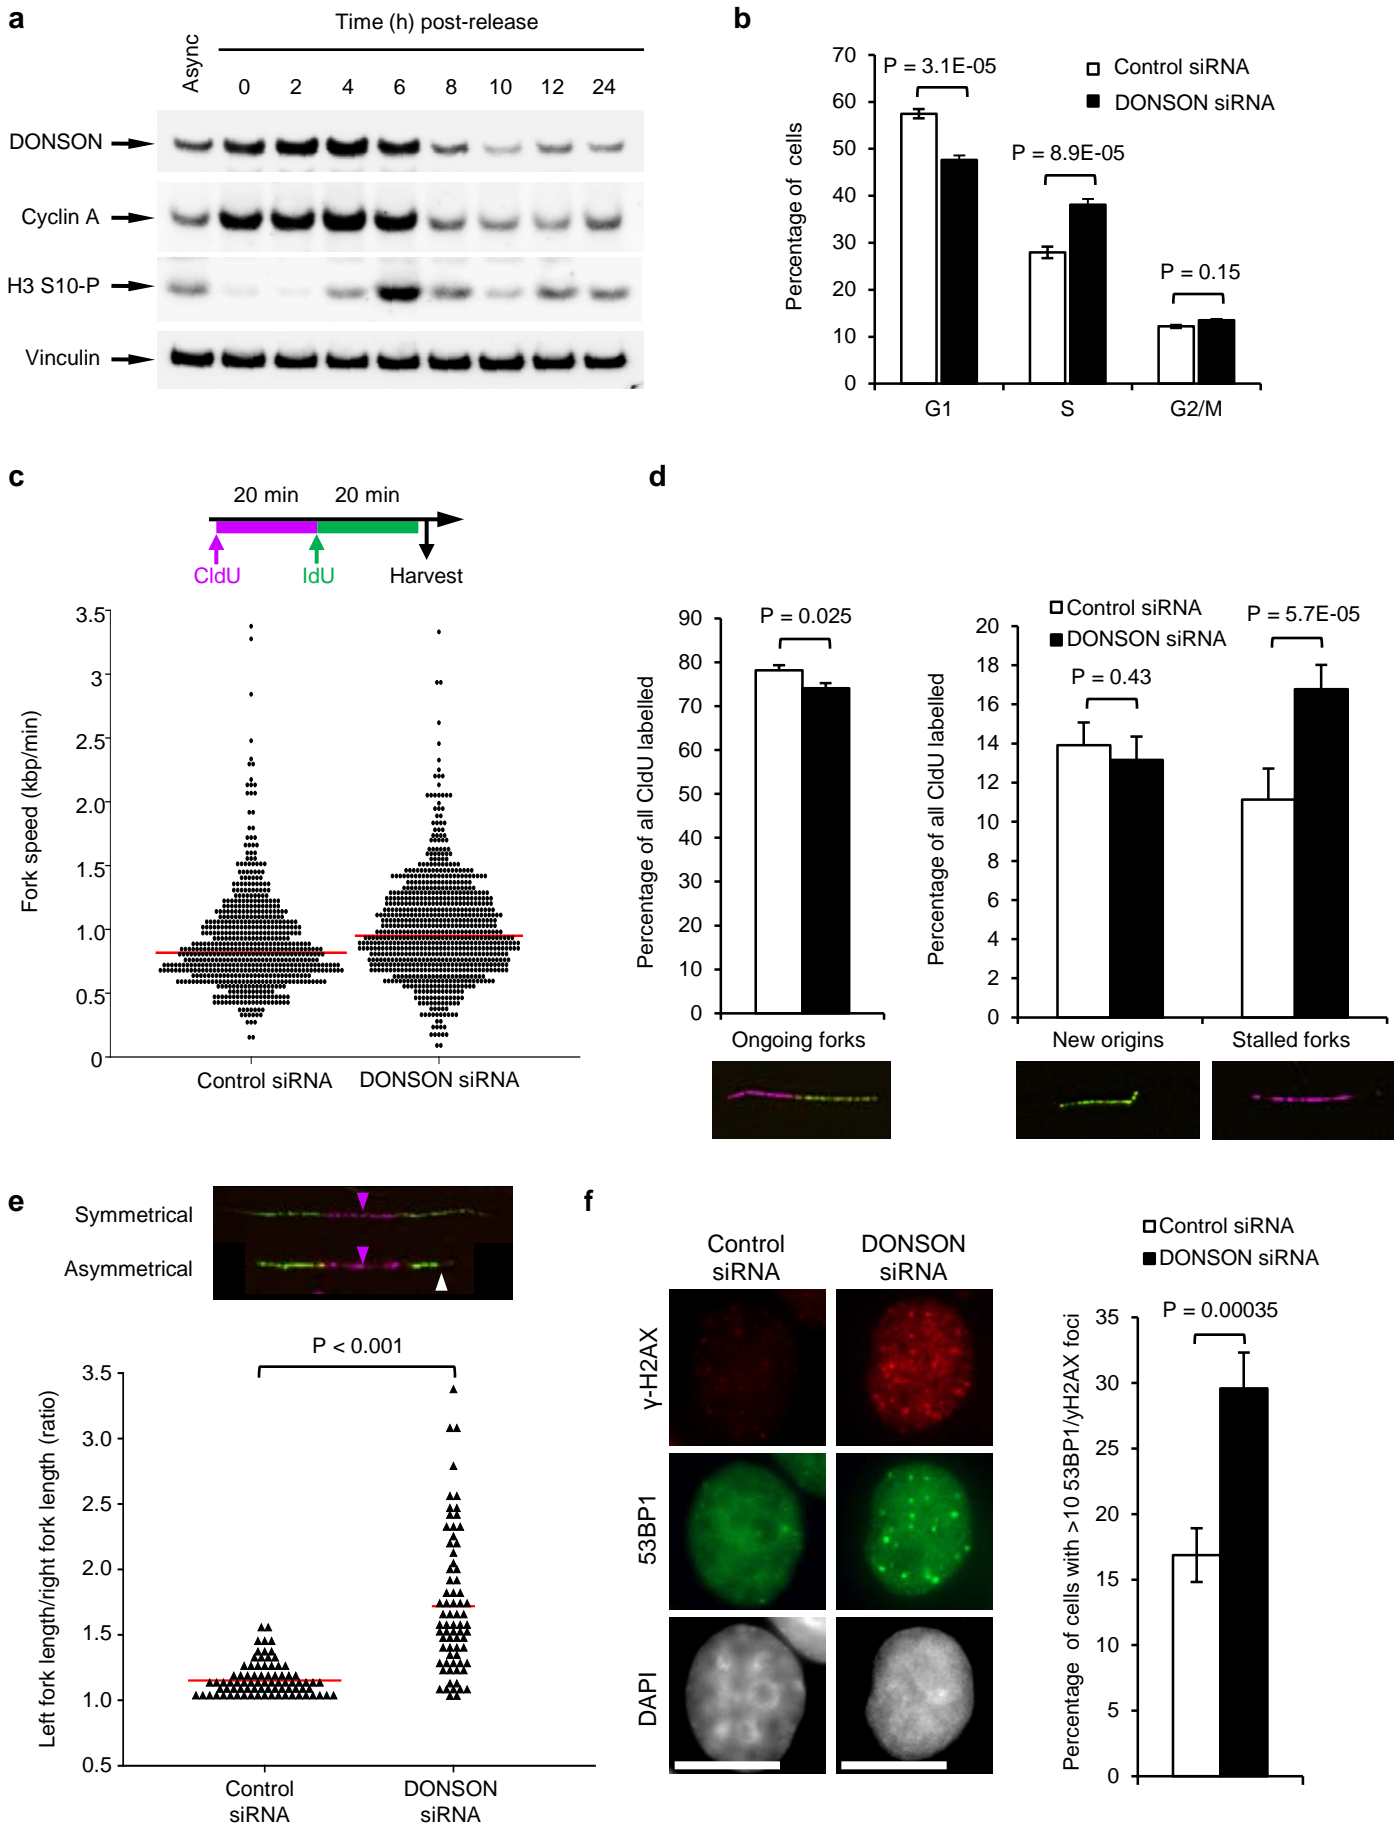 a
Time (h) post-release
Async
0 2 4 6 8 10 12 24
DONSON
Cyclin A
H3 S10-P
Vinculin
b
Percentage of cells
70
60
50
40
30
20
10
0
P = 3.1E-05
P = 8.9E-05
P = 0.15
Control siRNA
DONSON siRNA
G1 S G2/M
c
20 min 20 min
CldU IdU Harvest
Fork speed (kbp/min)
3.5
3
2.5
2.0
1.5
1.0
0.5
0
Control siRNA DONSON siRNA
d
Percentage of all CldU labelled
90
80
70
60
50
40
30
20
10
0
P = 0.025
Ongoing forks
Control siRNA
DONSON siRNA
Percentage of all CldU labelled
20
18
16
14
12
10
8
6
4
2
0
P = 0.43
P = 5.7E-05
New origins Stalled forks
e
Symmetrical
Asymmetrical
P < 0.001
Left fork length/right fork length (ratio)
3.5
3.0
2.5
2.0
1.5
1.0
0.5
Control
siRNA
DONSON
siRNA
f
Control
siRNA
DONSON
siRNA
γ-H2AX
53BP1
DAPI
Control siRNA
DONSON siRNA
P = 0.00035
Percentage of cells with >10 53BP1/yH2AX foci
35
30
25
20
15
10
5
0